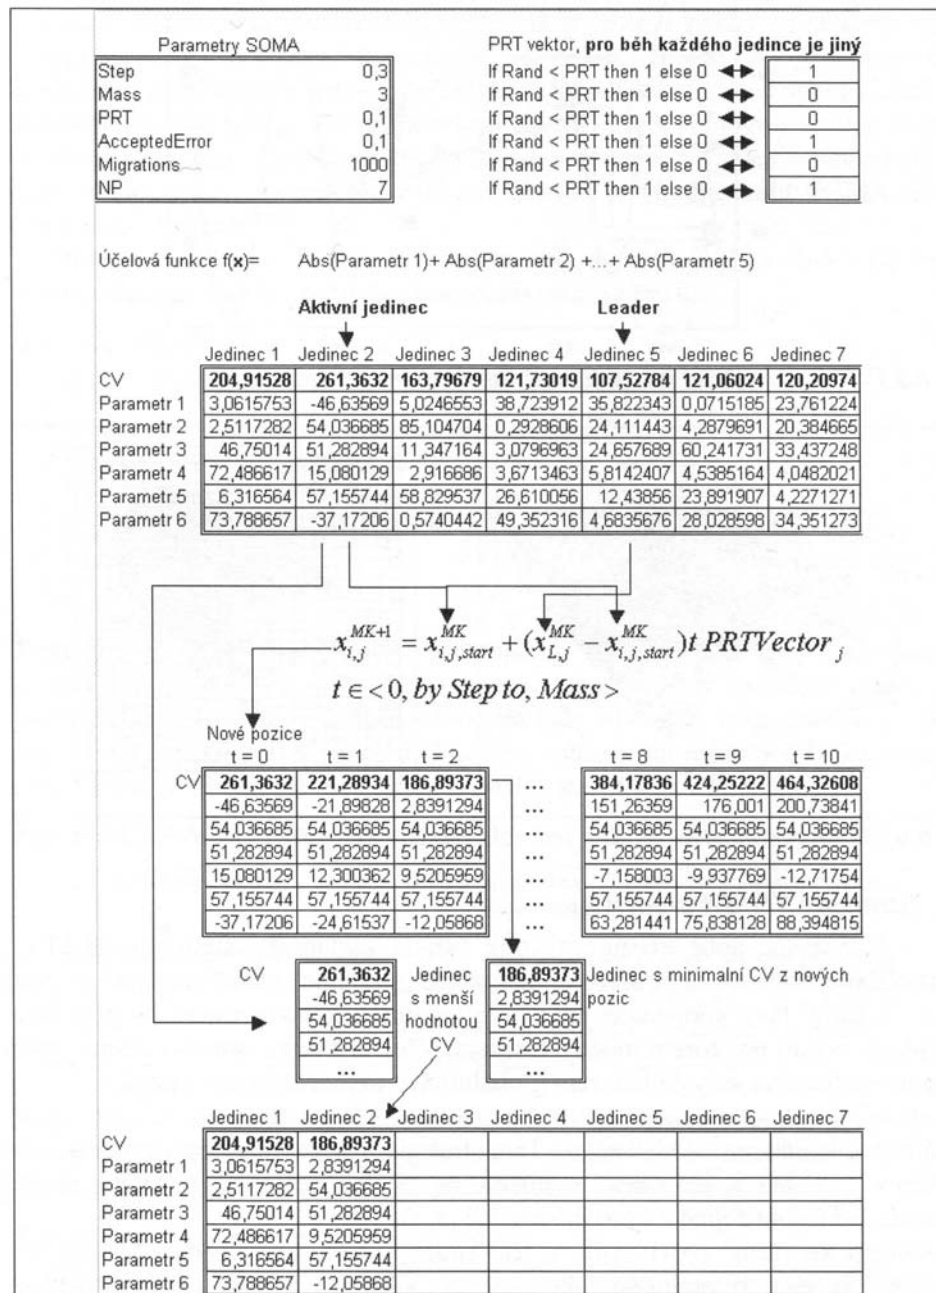 Parametry SOMA
PRT vektor, pro běh každého jedince je jiný
Step 0,3
If Rand < PRT then 1 else 0 1
Mass 3
If Rand < PRT then 1 else 0 0
PRT 0,1
If Rand < PRT then 1 else 0 0
AcceptedError 0,1
If Rand < PRT then 1 else 0 1
Migrations 1000
If Rand < PRT then 1 else 0 0
NP 7
If Rand < PRT then 1 else 0 1
Účelová funkce f(x)= Abs(Parametr 1)+ Abs(Parametr 2) +...+ Abs(Parametr 5)
Aktivní jedinec Leader
Jedinec 1 Jedinec 2 Jedinec 3 Jedinec 4 Jedinec 5 Jedinec 6 Jedinec 7
CV 204,91528 261,3632 163,79679 121,73019 107,52784 121,06024 120,20974
Parametr 1 3,0615753 -46,63569 5,0246553 38,723912 35,822343 0,0715185 23,761224
Parametr 2 2,5117282 54,036685 85,104704 0,2928606 24,111443 4,2879691 20,384665
Parametr 3 46,75014 51,282894 11,347164 3,0796963 24,657689 60,241731 33,437248
Parametr 4 72,486617 15,080129 2,916686 3,6713463 5,8142407 4,5385164 4,0482021
Parametr 5 6,316564 57,155744 58,829537 26,610056 12,43856 23,891907 4,2271271
Parametr 6 73,788657 -37,17206 0,5740442 49,352316 4,6835676 28,028598 34,351273
x_{i,j}^{MK+1} = x_{i,j,start}^{MK} + (x_{L,j}^{MK} − x_{i,j,start}^{MK})t PRTVector_j
t ∈ < 0, by Step to, Mass >
Nové pozice
t = 0 t = 1 t = 2 t = 8 t = 9 t = 10
CV 261,3632 221,28934 186,89373 ... 384,17836 424,25222 464,32608
-46,63569 -21,89828 2,8391294 ... 151,26359 176,001 200,73841
54,036685 54,036685 54,036685 ... 54,036685 54,036685 54,036685
51,282894 51,282894 51,282894 ... 51,282894 51,282894 51,282894
15,080129 12,300362 9,5205959 ... -7,158003 -9,937769 -12,71754
57,155744 57,155744 57,155744 ... 57,155744 57,155744 57,155744
-37,17206 -24,61537 -12,05868 ... 63,281441 75,838128 88,394815
CV 261,3632 Jedinec 186,89373 Jedinec s minimalní CV z nových
-46,63569 s menší 2,8391294 pozic
54,036685 hodnotou 54,036685
51,282894 CV 51,282894
... ...
Jedinec 1 Jedinec 2 Jedinec 3 Jedinec 4 Jedinec 5 Jedinec 6 Jedinec 7
CV 204,91528 186,89373
Parametr 1 3,0615753 2,8391294
Parametr 2 2,5117282 54,036685
Parametr 3 46,75014 51,282894
Parametr 4 72,486617 9,5205959
Parametr 5 6,316564 57,155744
Parametr 6 73,788657 -12,05868